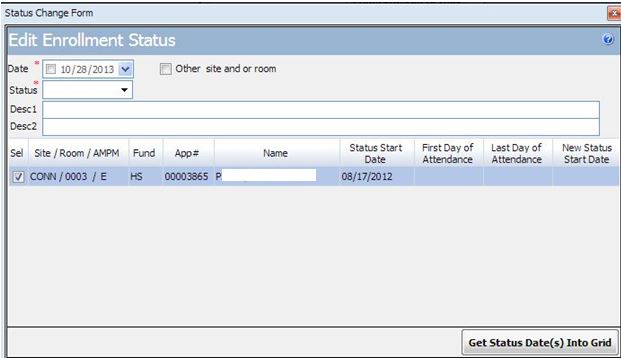 Status Change Form
Edit Enrollment Status
Date * 10/28/2013 Other site and or room
Status *
Desc1
Desc2
Sel Site / Room / AMPM Fund App# Name Status Start Date First Day of Attendance Last Day of Attendance New Status Start Date
CONN / 0003 / E HS 00003865 P 08/17/2012
Get Status Date(s) Into Grid